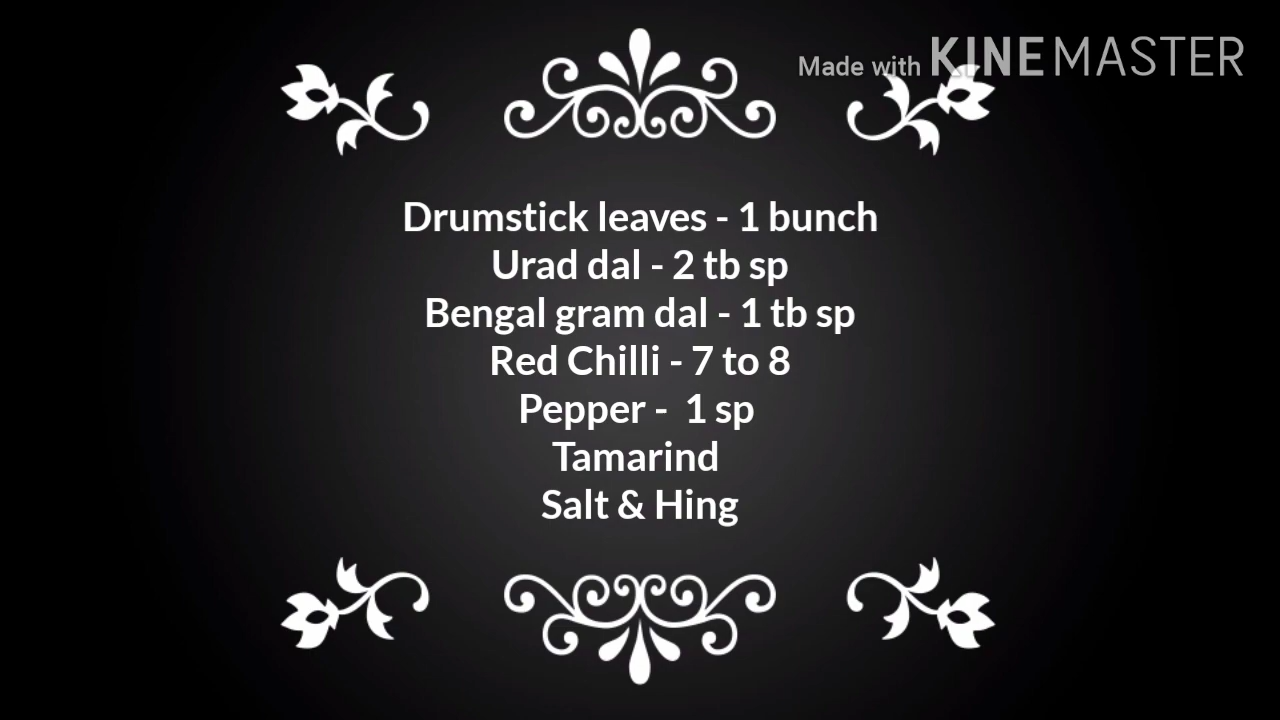 Made with KINEMASTER
Drumstick leaves - 1 bunch
Urad dal - 2 tb sp
Bengal gram dal - 1 tb sp
Red Chilli - 7 to 8
Pepper -  1 sp
Tamarind
Salt & Hing